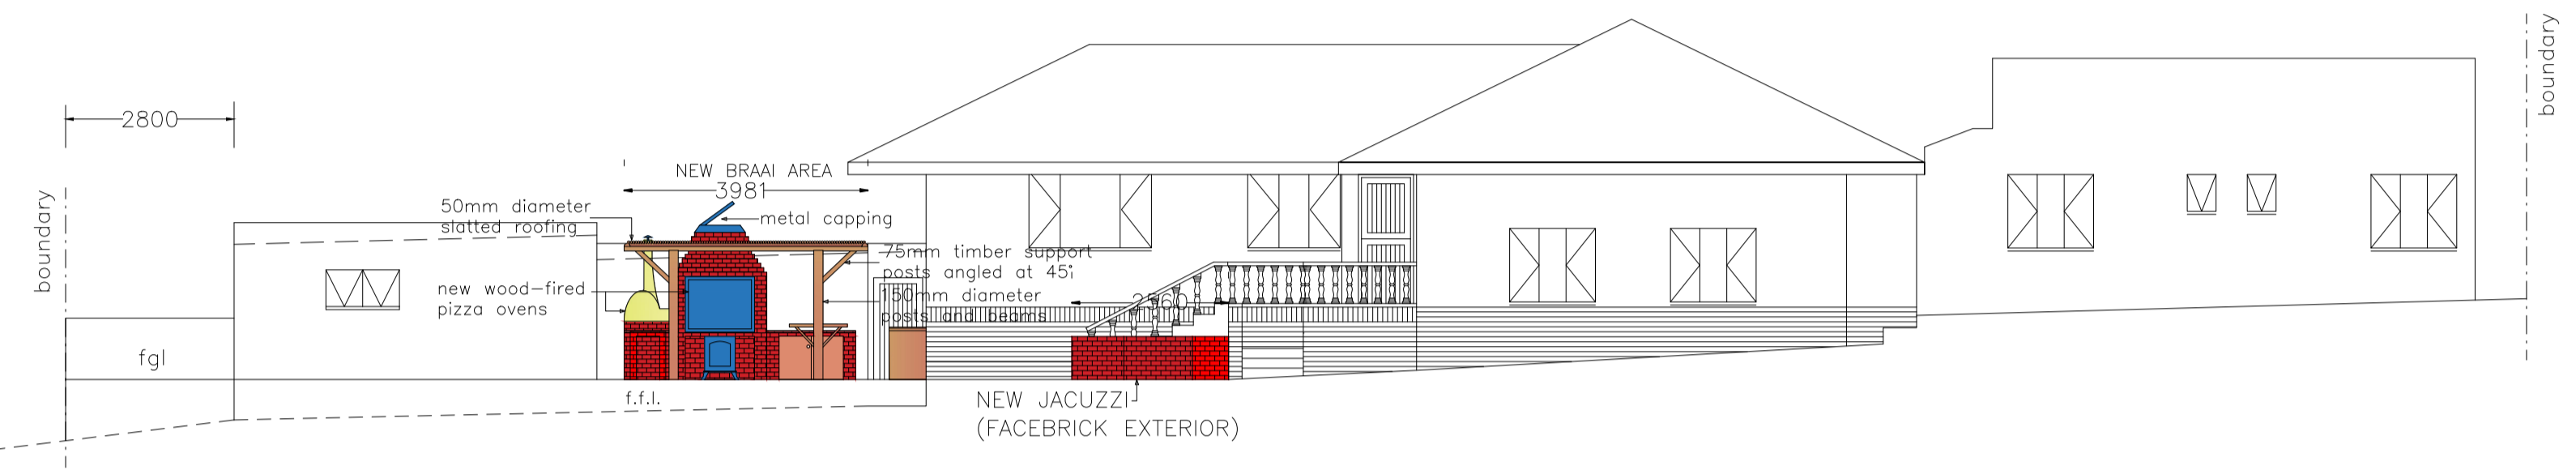 boundary
2800
NEW BRAAI AREA
3981
50mm diameter
slatted roofing
metal capping
75mm timber support
posts angled at 45¡
new wood-fired
pizza ovens
150mm diameter
posts and beams
2560
fgl
f.f.l.
NEW JACUZZI
(FACEBRICK EXTERIOR)
boundary